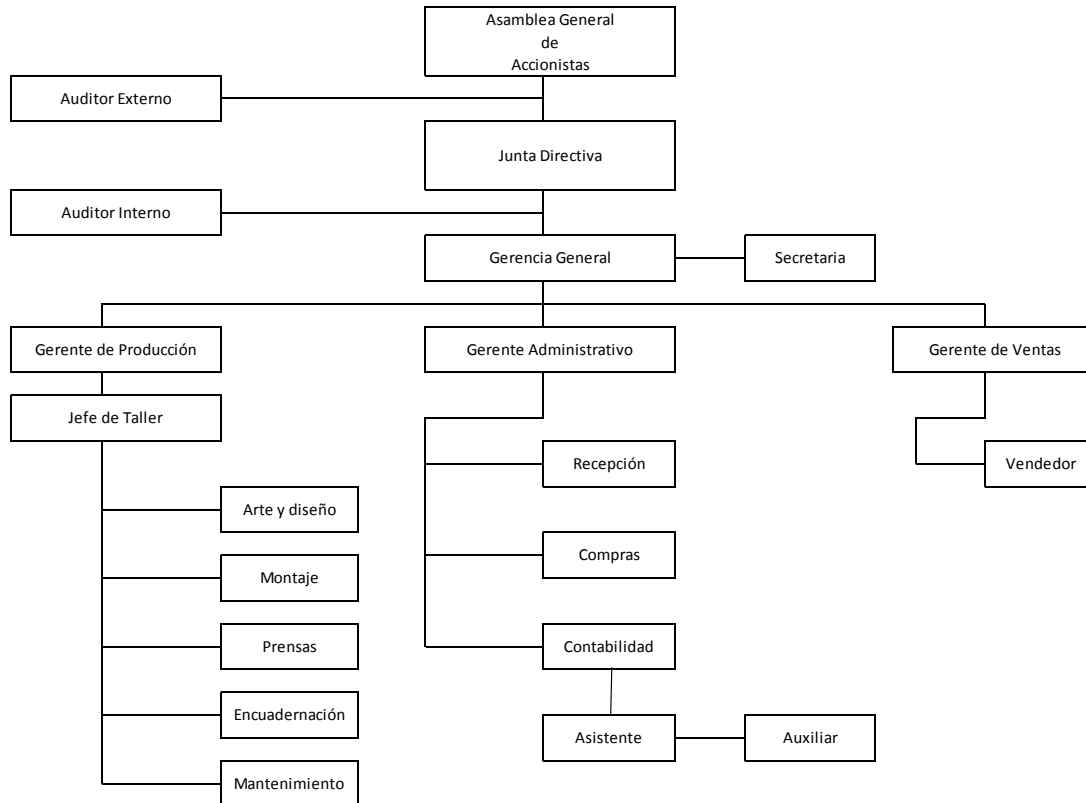 Asamblea General
de
Accionistas
Auditor Externo
Junta Directiva
Auditor Interno
Gerencia General
Secretaria
Gerente de Producción
Gerente Administrativo
Gerente de Ventas
Jefe de Taller
Recepción
Vendedor
Arte y diseño
Compras
Montaje
Prensas
Contabilidad
Encuadernación
Asistente
Auxiliar
Mantenimiento